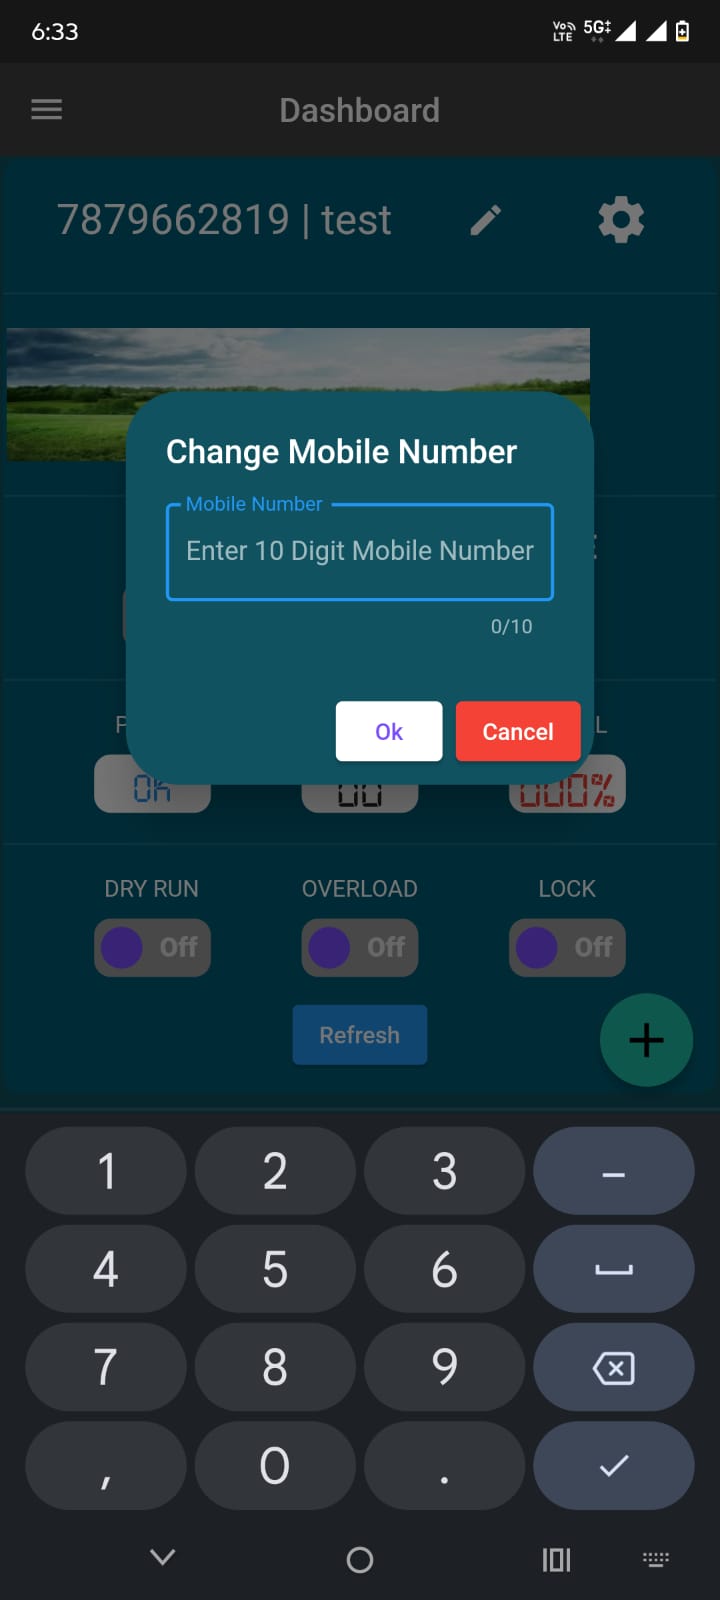 6:33
Vo LTE 5G
Dashboard
7879662819 | test
Change Mobile Number
Mobile Number
Enter 10 Digit Mobile Number
0/10
Ok Cancel
OK 00 000%
DRY RUN OVERLOAD LOCK
Off Off Off
Refresh
1 2 3 –
4 5 6
7 8 9
, 0 .